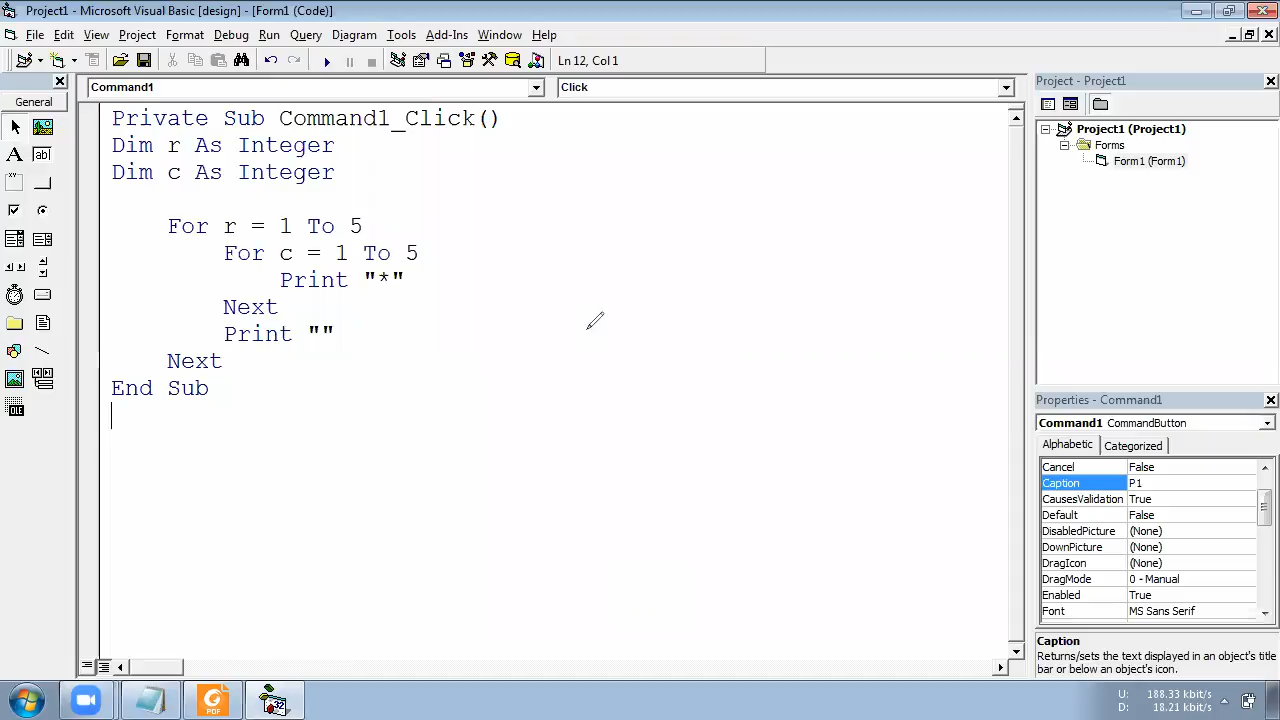 Project1 - Microsoft Visual Basic [design] - [Form1 (Code)]
File Edit View Project Format Debug Run Query Diagram Tools Add-Ins Window Help
Ln 12, Col 1
General
Command1
Click
Private Sub Command1_Click()
Dim r As Integer
Dim c As Integer
For r = 1 To 5
For c = 1 To 5
Print "*"
Next
Print ""
Next
End Sub
A
ab|
OLE
Project - Project1
Project1 (Project1)
Forms
Form1 (Form1)
Properties - Command1
Command1 CommandButton
Alphabetic Categorized
Cancel False
Caption P1
CausesValidation True
Default False
DisabledPicture (None)
DownPicture (None)
DragIcon (None)
DragMode 0 - Manual
Enabled True
Font MS Sans Serif
Caption
Returns/sets the text displayed in an object's title
bar or below an object's icon.
PDF
32
U: 188.33 kbit/s
D: 18.21 kbit/s